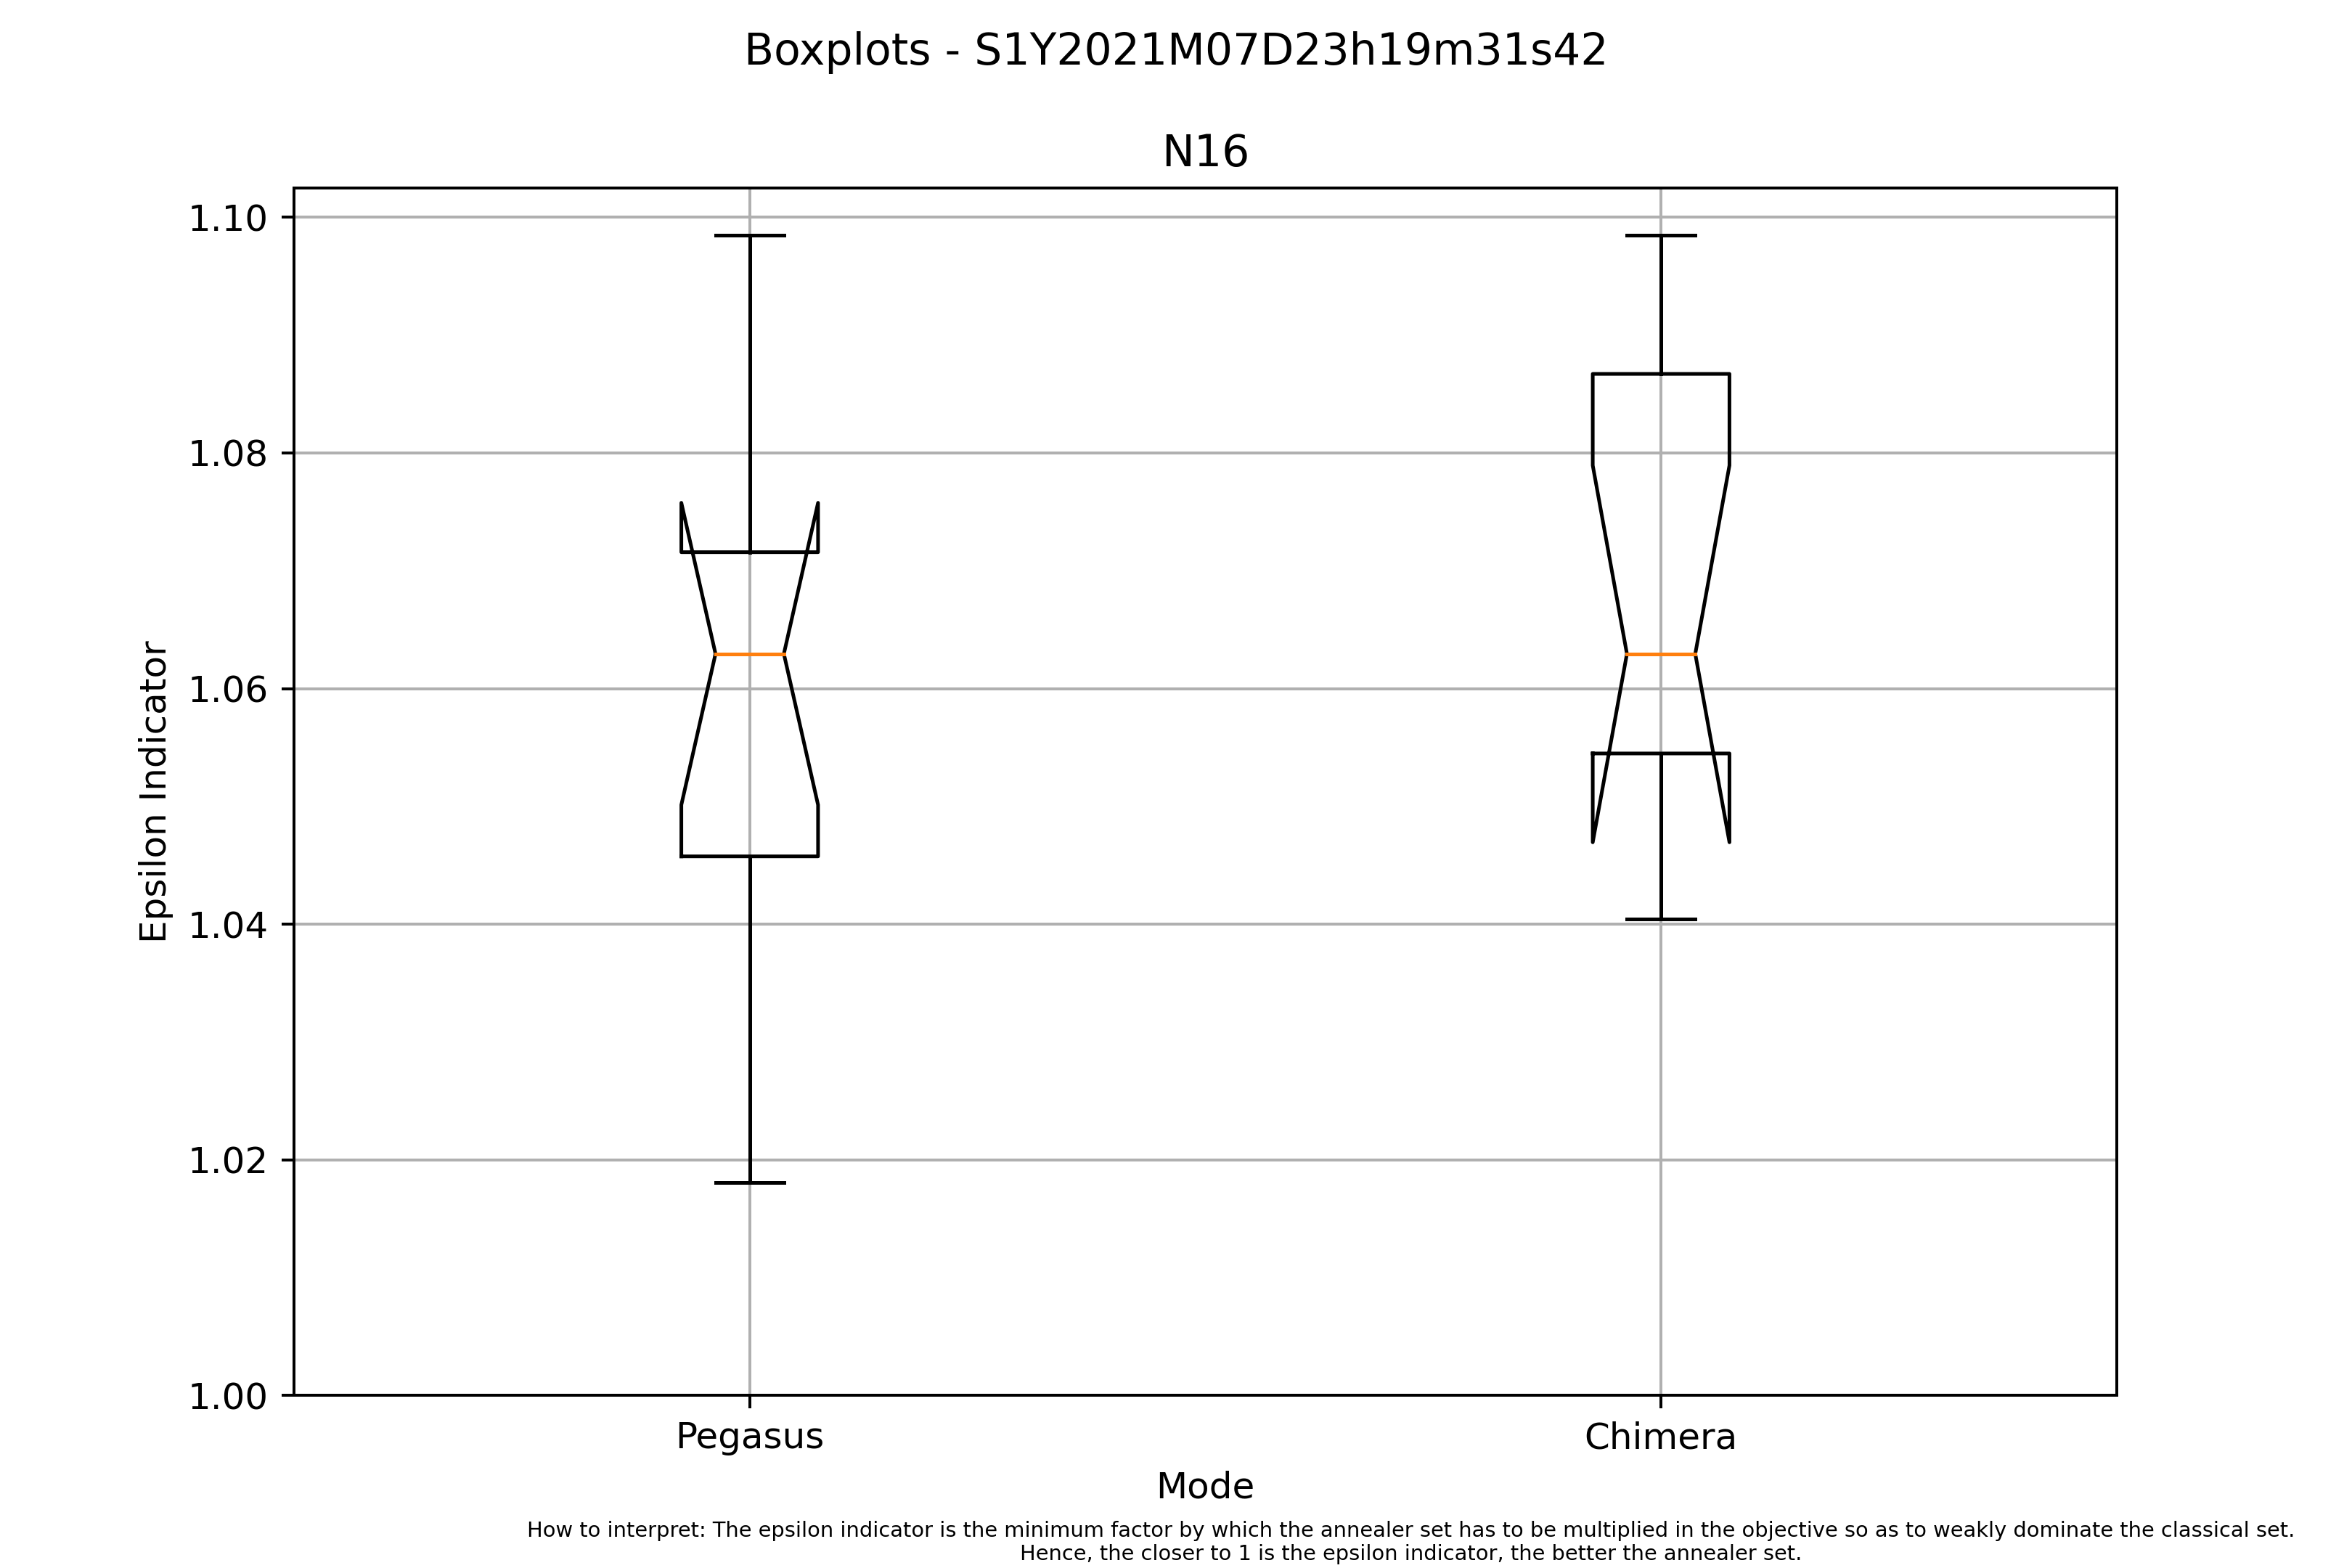 Boxplots - S1Y2021M07D23h19m31s42
N16
1.10
1.08
1.06
1.04
1.02
1.00
Epsilon Indicator
Pegasus
Chimera
Mode
How to interpret: The epsilon indicator is the minimum factor by which the annealer set has to be multiplied in the objective so as to weakly dominate the classical set.
Hence, the closer to 1 is the epsilon indicator, the better the annealer set.